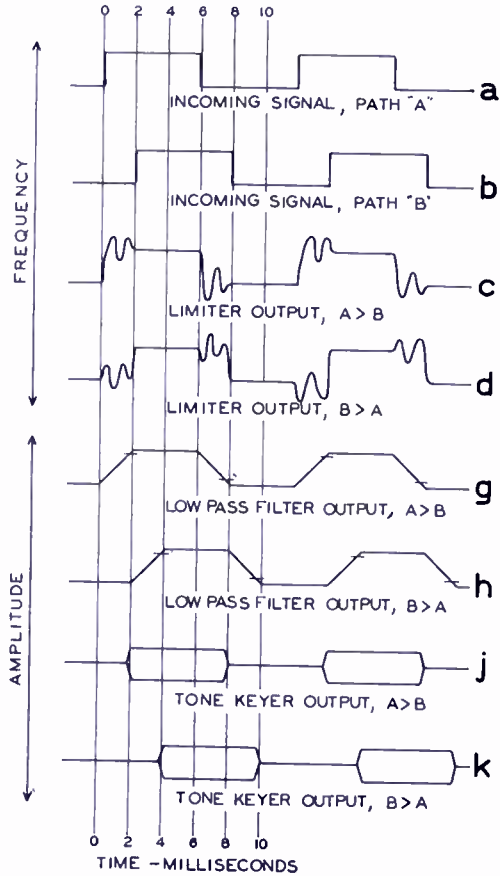 0 2 4 6 8 10
a
INCOMING SIGNAL, PATH "A"
b
INCOMING SIGNAL, PATH "B"
c
LIMITER OUTPUT, A > B
d
LIMITER OUTPUT, B > A
g
LOW PASS FILTER OUTPUT, A > B
h
LOW PASS FILTER OUTPUT, B > A
j
TONE KEYER OUTPUT, A > B
k
TONE KEYER OUTPUT, B > A
0 2 4 6 8 10
TIME - MILLISECONDS
FREQUENCY
AMPLITUDE